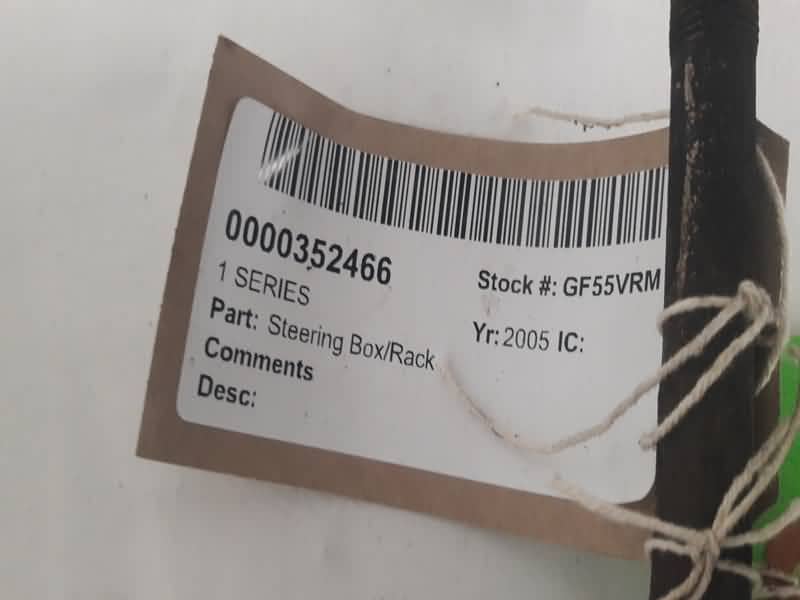 0000352466
1 SERIES
Stock #: GF55VRM
Part: Steering Box/Rack
Yr: 2005 IC:
Comments
Desc: